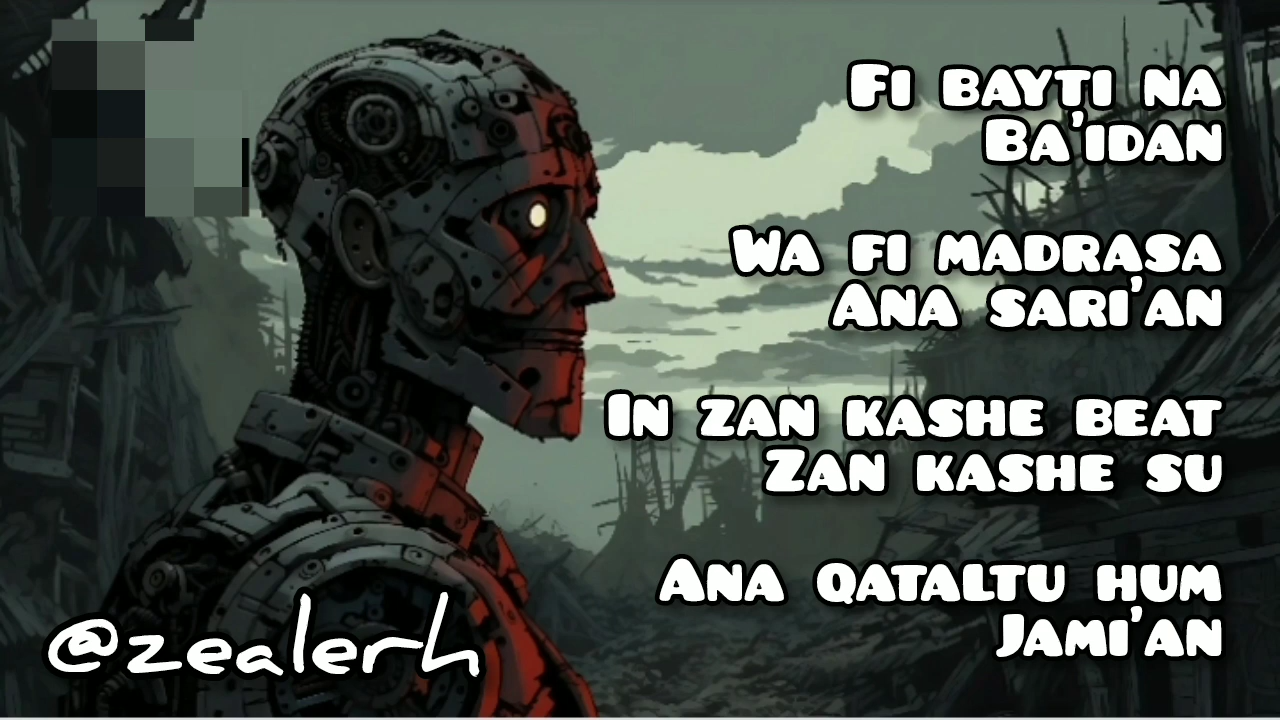 Fi bayti na
Ba'idan
Wa fi madrasa
Ana sari'an
In zan kashe beat
Zan kashe su
Ana qataltu hum
Jami'an
@zealerh